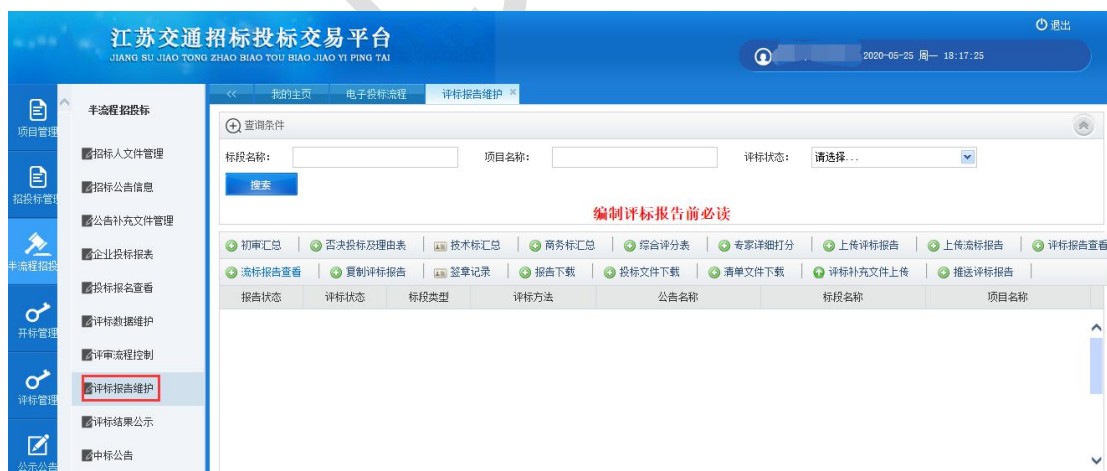 江苏交通招标投标交易平台
JIANG SU JIAO TONG ZHAO BIAO TOU BIAO JIAO YI PING TAI
退出
2020-05-25 周一 18:17:25
<< 我的主页 电子投标流程 评标报告维护 ×
项目管理
招投标管理
半流程招投
开标管理
评标管理
公示公告
半流程招投标
招标人文件管理
招标公告信息
公告补充文件管理
企业投标报表
投标报名查看
评标数据维护
评审流程控制
评标报告维护
评标结果公示
中标公告
查询条件
标段名称: 项目名称: 评标状态: 请选择...
搜索
编制评标报告前必读
初审汇总 否决投标及理由表 技术标汇总 商务标汇总 综合评分表 专家详细打分 上传评标报告 上传流标报告 评标报告查看
流标报告查看 复制评标报告 签章记录 报告下载 投标文件下载 清单文件下载 评标补充文件上传 推送评标报告
报告状态 评标状态 标段类型 评标方法 公告名称 标段名称 项目名称